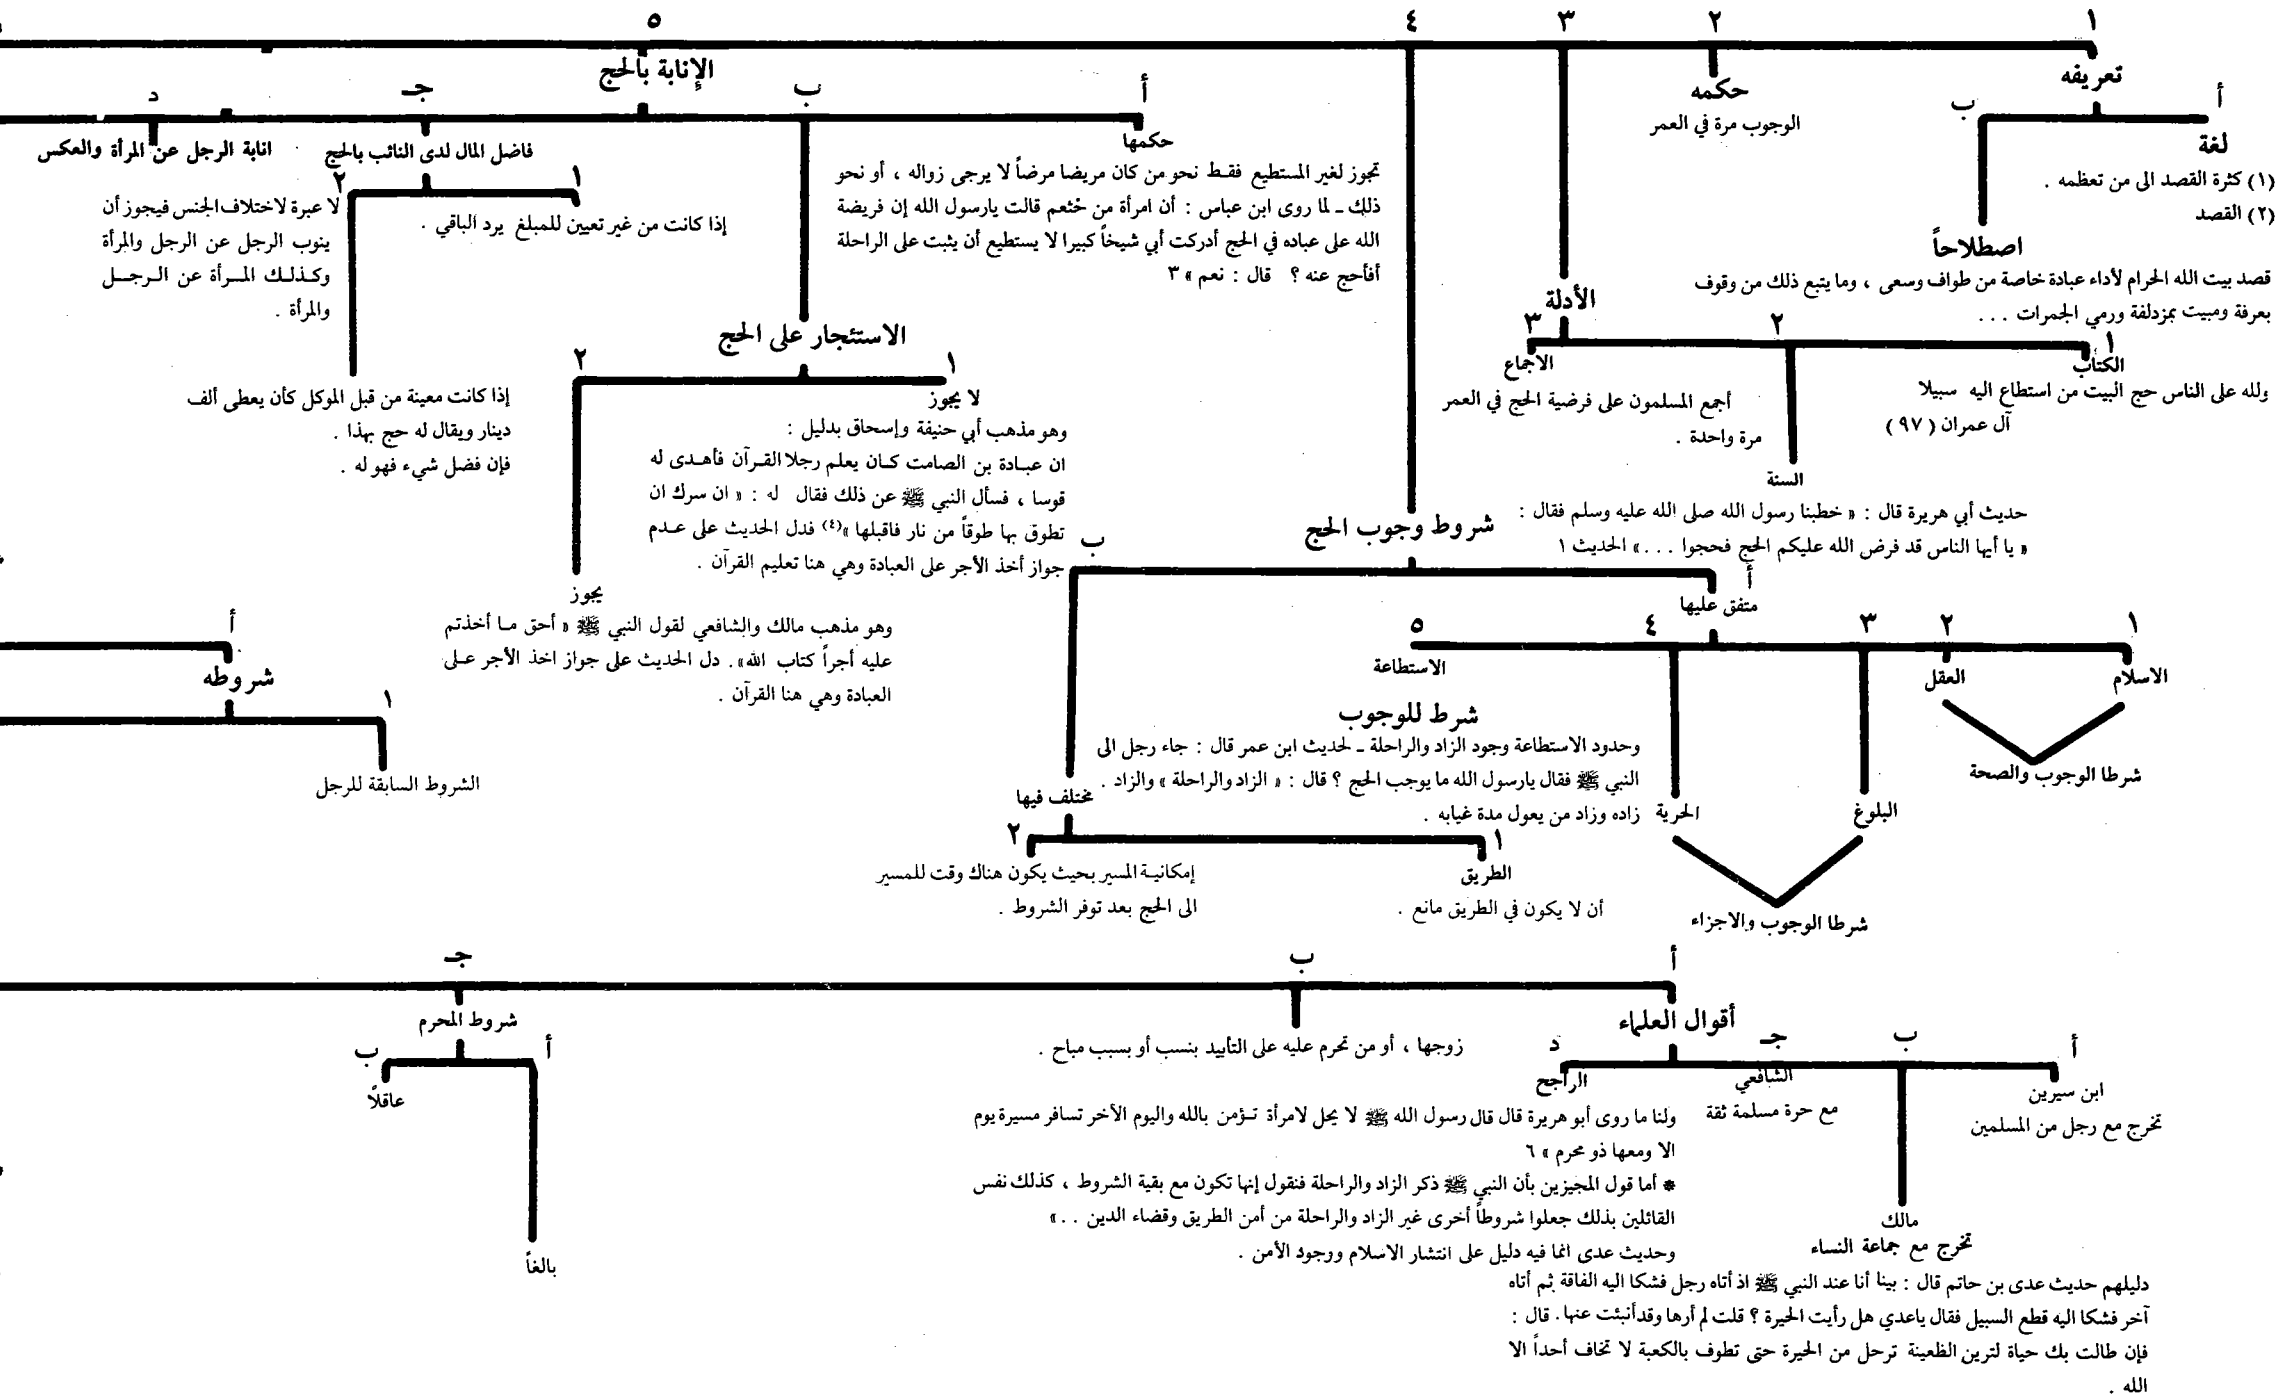 ١
٢
٣
٤
٥
تعريفه
أ
لغة
(١) كثرة القصد الى من تعظمه .
(٢) القصد
ب
اصطلاحاً
قصد بيت الله الحرام لأداء عبادة خاصة من طواف وسعى ، وما يتبع ذلك من وقوف
بعرفة ومبيت بمزدلفة ورمي الجمرات . . .
حكمه
الوجوب مرة في العمر
الأدلة
١
الكتاب
ولله على الناس حج البيت من استطاع اليه سبيلا
آل عمران ( ٩٧ )
٢
السنة
حديث أبي هريرة قال : « خطبنا رسول الله صلى الله عليه وسلم فقال :
« يا أيها الناس قد فرض الله عليكم الحج فحجوا . . .» الحديث ١
٣
الاجماع
أجمع المسلمون على فرضية الحج في العمر
مرة واحدة .
شروط وجوب الحج
أ
متفق عليها
١
الاسلام
٢
العقل
شرطا الوجوب والصحة
٣
البلوغ
٤
الحرية
شرطا الوجوب والاجزاء
٥
الاستطاعة
شرط للوجوب
وحدود الاستطاعة وجود الزاد والراحلة ـ لحديث ابن عمر قال : جاء رجل الى
النبي ﷺ فقال يارسول الله ما يوجب الحج ؟ قال : « الزاد والراحلة » والزاد .
زاده وزاد من يعول مدة غيابه .
ب
مختلف فيها
١
الطريق
أن لا يكون في الطريق مانع .
٢
إمكانيـة المسير بحيث يكون هناك وقت للمسير
الى الحج بعد توفر الشروط .
الإنابة بالحج
أ
حكمها
تجوز لغير المستطيع فقـط نحو من كان مريضا مرضاً لا يرجى زواله ، أو نحو
ذلك ـ لما روى ابن عباس : أن امرأة من خثعم قالت يارسول الله إن فريضة
الله على عباده في الحج أدركت أبي شيخاً كبيرا لا يستطيع أن يثبت على الراحلة
أفأحج عنه ؟ قال : نعم » ٣
ب
الاستئجار على الحج
١
لا يجوز
وهو مذهب أبي حنيفة وإسحاق بدليل :
ان عبـادة بن الصامت كـان يعلم رجلا القـرآن فأهـدى له
قوسا ، فسأل النبي ﷺ عن ذلك فقال له : « ان سرك ان
تطوق بها طوقاً من نار فاقبلها »(٤) فدل الحديث على عـدم
جواز أخذ الأجر على العبادة وهي هنا تعليم القرآن .
٢
يجوز
وهو مذهب مالك والشافعي لقول النبي ﷺ « أحق مـا أخذتم
عليه أجراً كتاب الله». دل الحديث على جواز اخذ الأجر عـلى
العبادة وهي هنا القرآن .
جـ
فاضل المال لدى النائب بالحج
١
إذا كانت من غير تعيين للمبلغ يرد الباقي .
٢
إذا كانت معينة من قبل الموكل كأن يعطى ألف
دينار ويقال له حج بهذا .
فإن فضل شيء فهو له .
د
انابة الرجل عن المرأة والعكس
لا عبرة لاختلاف الجنس فيجوز أن
ينوب الرجل عن الرجل والمرأة
وكـذلـك المـرأة عن الـرجــل
والمرأة .
أ
شروطه
١
الشروط السابقة للرجل
أ
أقوال العلماء
أ
ابن سيرين
تخرج مع رجل من المسلمين
ب
مالك
تخرج مع جماعة النساء
دليلهم حديث عدى بن حاتم قال : بينا أنا عند النبي ﷺ اذ أتاه رجل فشكا اليه الفاقة ثم أتاه
آخر فشكا اليه قطع السبيل فقال ياعدي هل رأيت الحيرة ؟ قلت لم أرها وقد أنبئت عنها. قال :
فإن طالت بك حياة لترين الظعينة ترحل من الحيرة حتى تطوف بالكعبة لا تخاف أحداً الا
الله .
جـ
الشافعي
مع حرة مسلمة ثقة
د
الراجح
ولنا ما روى أبو هريرة قال قال رسول الله ﷺ لا يحل لامرأة تـؤمن بالله واليوم الأخر تسافر مسيرة يوم
الا ومعها ذو محرم » ٦
* أما قول المجيزين بأن النبي ﷺ ذكر الزاد والراحلة فنقول إنها تكون مع بقية الشروط ، كذلك نفس
القائلين بذلك جعلوا شروطاً أخرى غير الزاد والراحلة من أمن الطريق وقضاء الدين . .»
وحديث عدى انما فيه دليل على انتشار الاسلام ووجود الأمن .
ب
زوجها ، أو من تحرم عليه على التأبيد بنسب أو بسبب مباح .
جـ
شروط المحرم
أ
بالغاً
ب
عاقلاً